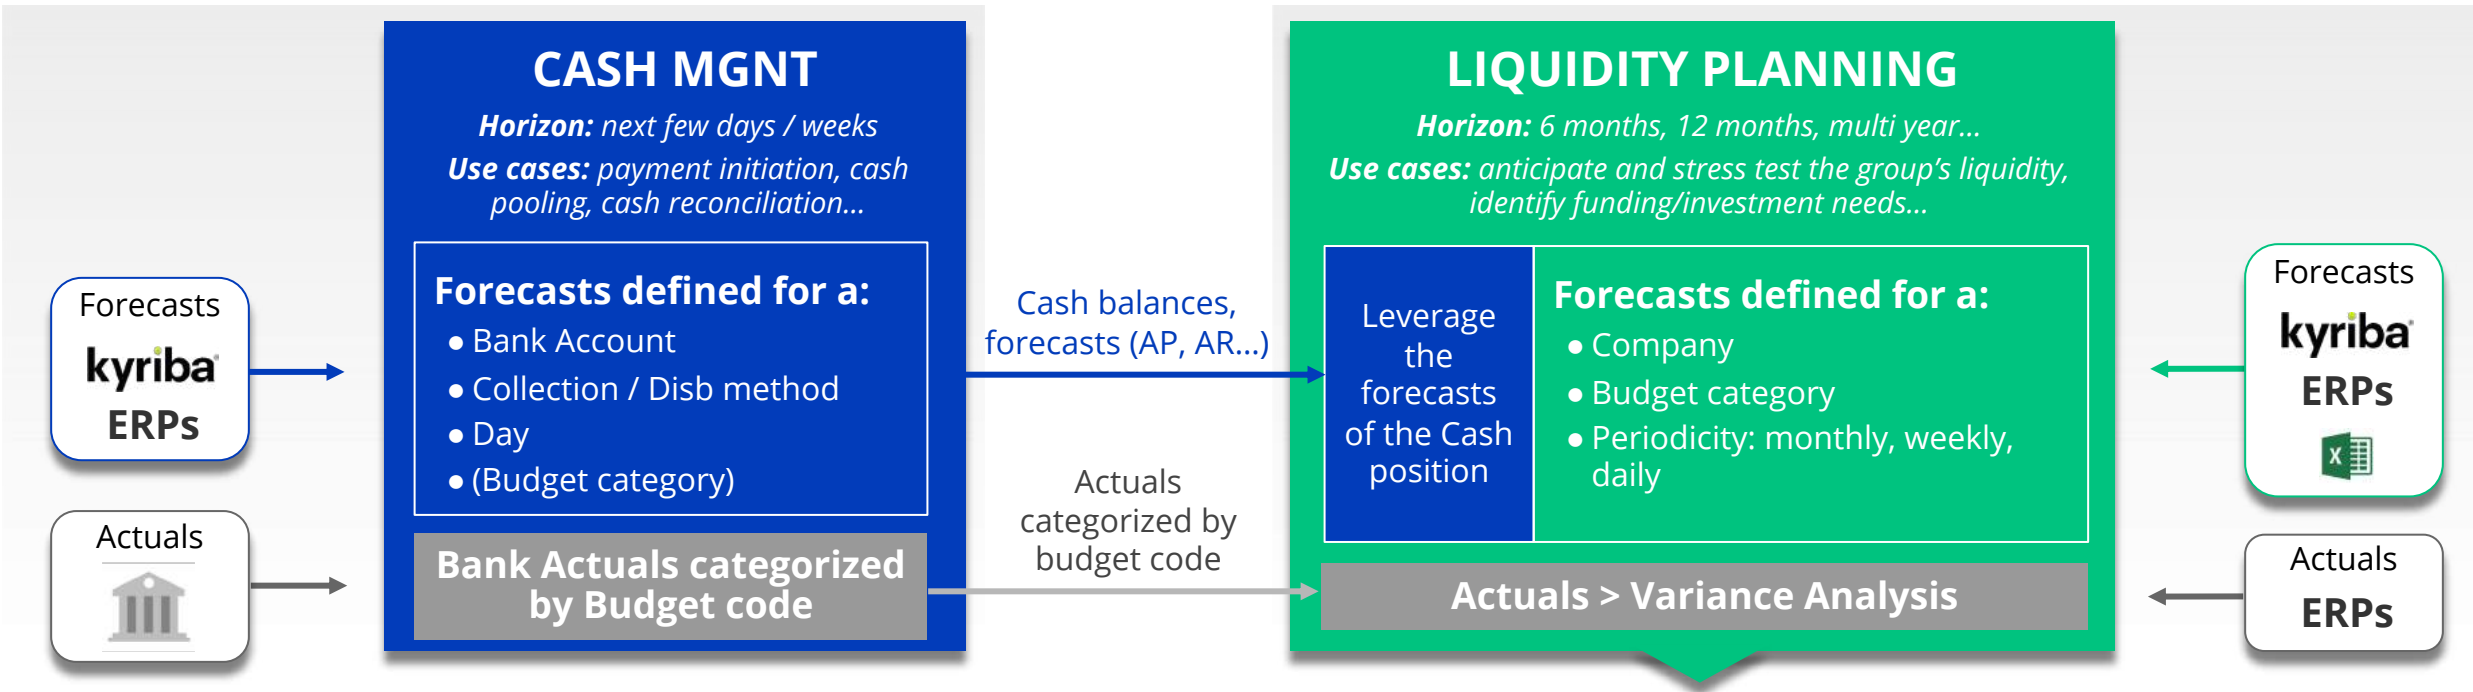 Forecasts
kyriba
ERPs
Actuals
CASH MGNT
Horizon: next few days / weeks
Use cases: payment initiation, cash
pooling, cash reconciliation...
Forecasts defined for a:
● Bank Account
● Collection / Disb method
● Day
● (Budget category)
Bank Actuals categorized
by Budget code
Cash balances,
forecasts (AP, AR...)
Actuals
categorized by
budget code
LIQUIDITY PLANNING
Horizon: 6 months, 12 months, multi year...
Use cases: anticipate and stress test the group’s liquidity,
identify funding/investment needs...
Leverage
the
forecasts
of the Cash
position
Forecasts defined for a:
● Company
● Budget category
● Periodicity: monthly, weekly,
daily
Actuals > Variance Analysis
Forecasts
kyriba
ERPs
X
Actuals
ERPs